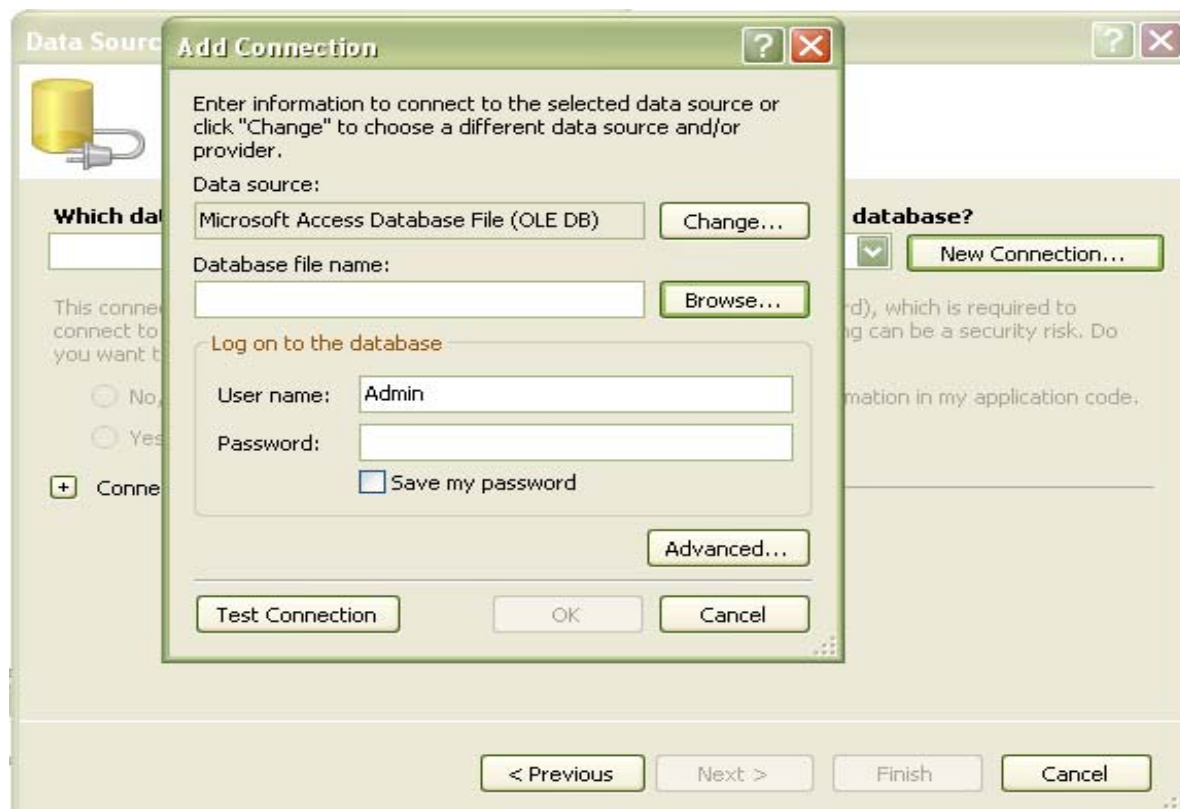 Data Sourc
Add Connection
Enter information to connect to the selected data source or
click "Change" to choose a different data source and/or
provider.
Data source:
Microsoft Access Database File (OLE DB)
Change...
Database file name:
Browse...
Log on to the database
User name:
Admin
Password:
Save my password
Advanced...
Test Connection
OK
Cancel
Which dat
database?
New Connection...
This conne
rd), which is required to
connect to
ng can be a security risk. Do
you want t
No,
mation in my application code.
Yes
Conne
< Previous
Next >
Finish
Cancel